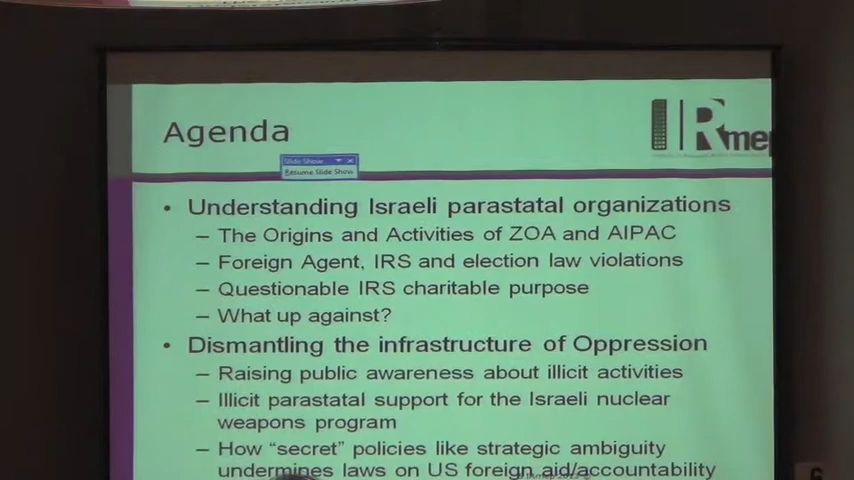 Agenda
IRmep
Slide Show
Resume Slide Show
• Understanding Israeli parastatal organizations
– The Origins and Activities of ZOA and AIPAC
– Foreign Agent, IRS and election law violations
– Questionable IRS charitable purpose
– What up against?
• Dismantling the infrastructure of Oppression
– Raising public awareness about illicit activities
– Illicit parastatal support for the Israeli nuclear
weapons program
– How "secret" policies like strategic ambiguity
undermines laws on US foreign aid/accountability
6